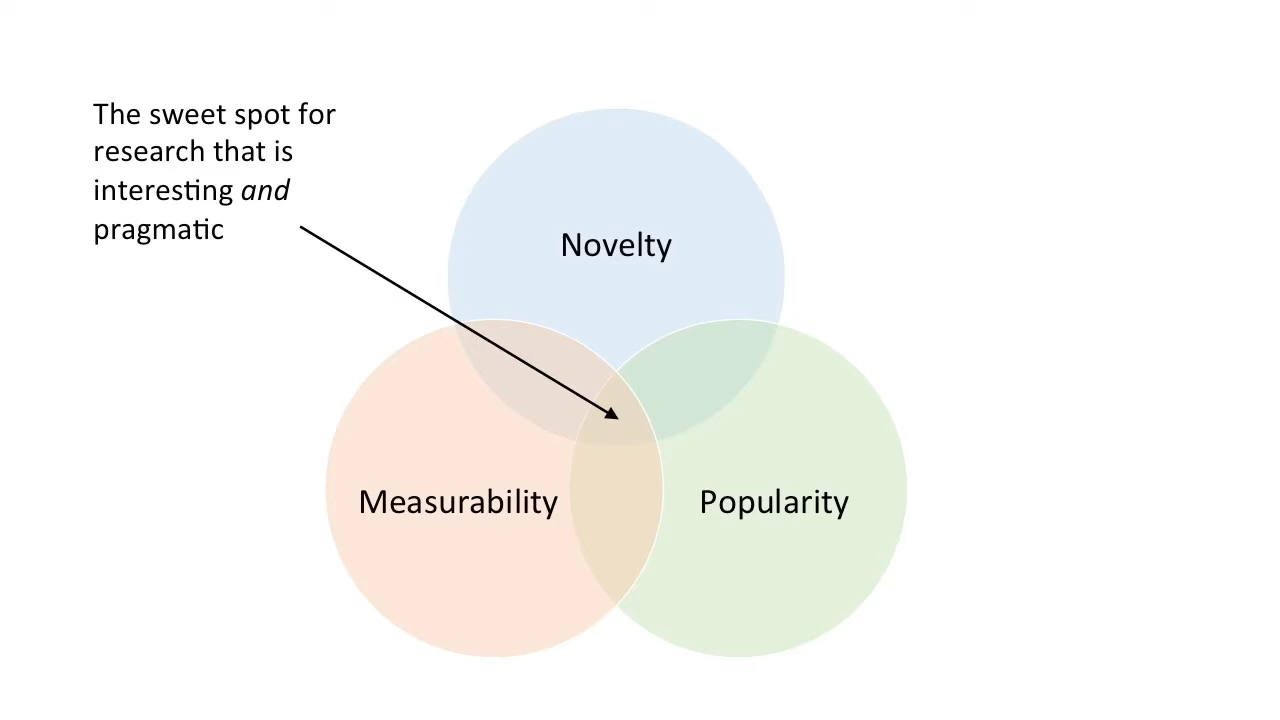 The sweet spot for
research that is
interesting and
pragmatic
Novelty
Measurability
Popularity